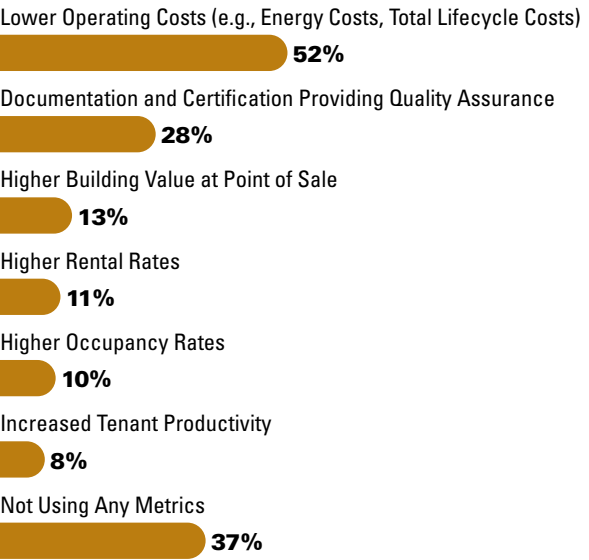 Lower Operating Costs (e.g., Energy Costs, Total Lifecycle Costs)
52%
Documentation and Certification Providing Quality Assurance
28%
Higher Building Value at Point of Sale
13%
Higher Rental Rates
11%
Higher Occupancy Rates
10%
Increased Tenant Productivity
8%
Not Using Any Metrics
37%